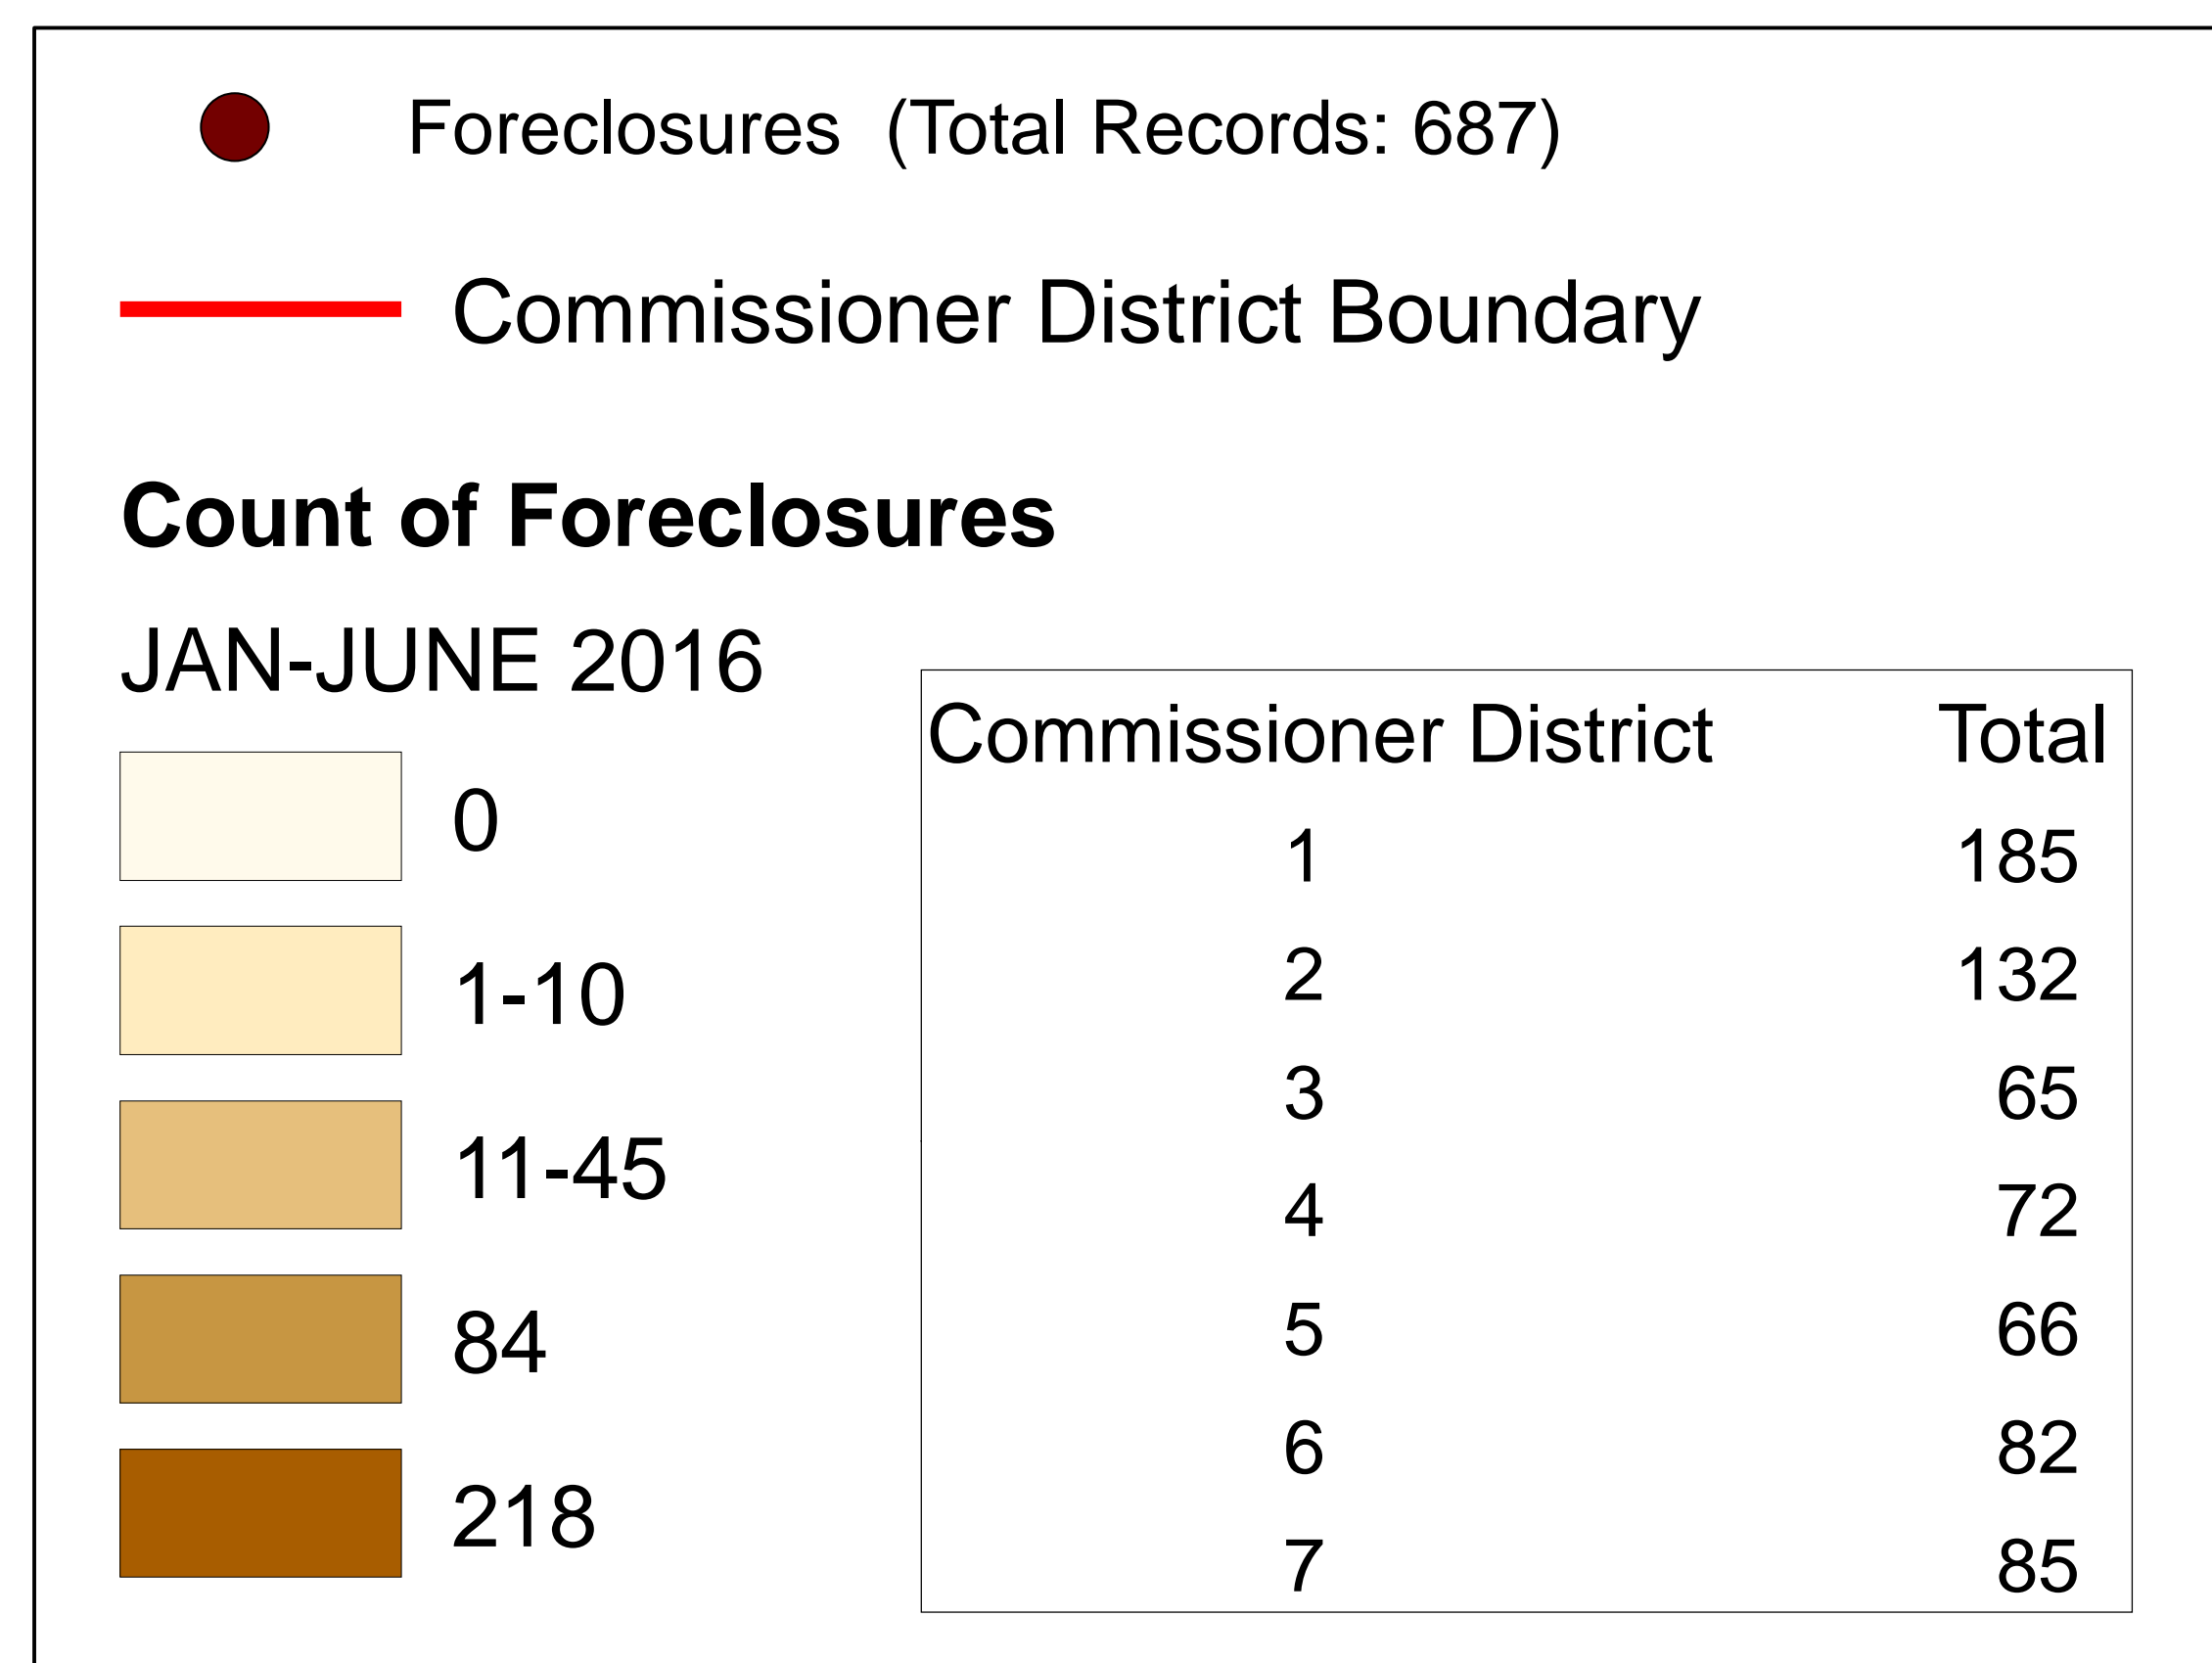 Foreclosures (Total Records: 687)
Commissioner District Boundary
Count of Foreclosures
JAN-JUNE 2016
0
1-10
11-45
84
218
Commissioner District Total
1 185
2 132
3 65
4 72
5 66
6 82
7 85